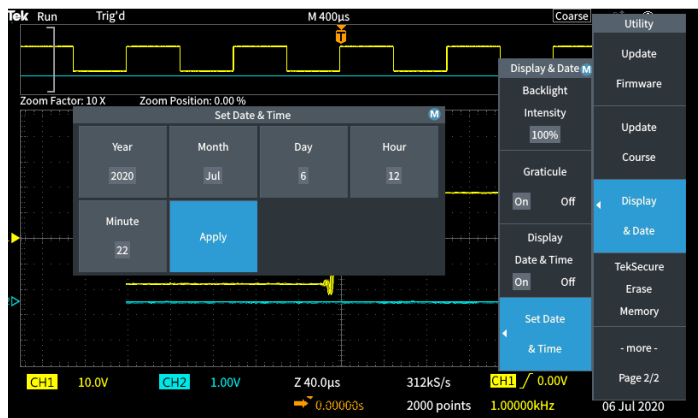 Tek Run Trig'd M 400µs Coarse
T
Zoom Factor: 10 X Zoom Position: 0.00 %
Set Date & Time M
Year
2020
Month
Jul
Day
6
Hour
12
Minute
22
Apply
Display & Date M
Backlight
Intensity
100%
Graticule
On Off
Display
Date & Time
On Off
Set Date
& Time
Utility
Update
Firmware
Update
Course
Display
& Date
TekSecure
Erase
Memory
- more -
Page 2/2
CH1 10.0V CH2 1.00V Z 40.0µs 312kS/s CH1 / 0.00V
0.00000s 2000 points 1.00000kHz 06 Jul 2020